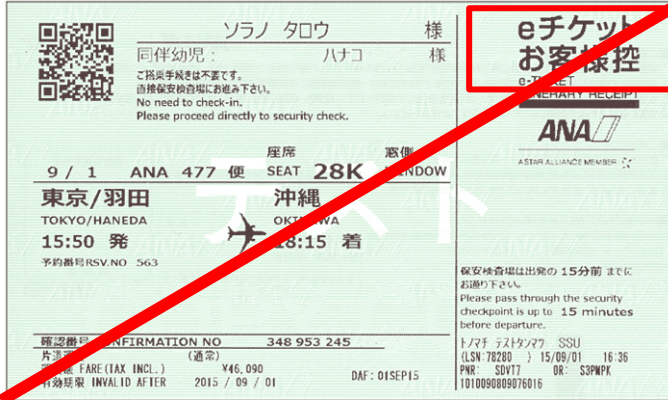 ソラノ タロウ 様
同伴幼児: ハナコ 様
ご搭乗手続きは不要です。
直接保安検査場にお進み下さい。
No need to check-in.
Please proceed directly to security check.
座席 窓側
9 / 1 ANA 477 便 SEAT 28K WINDOW
東京/羽田 沖縄
TOKYO/HANEDA OKINAWA
15:50 発 18:15 着
予約番号RSV.NO 563
テスト
確認番号 CONFIRMATION NO 348 953 245
(通常)
FARE(TAX INCL.) ¥46,090
有効期限 INVALID AFTER 2015 / 09 / 01 DAF: 01SEP15
eチケット
お客様控
e-TICKET
ITINERARY RECEIPT
ANA
A STAR ALLIANCE MEMBER
保安検査場は出発の 15分前 までに
お通り下さい。
Please pass through the security
checkpoint is up to 15 minutes
before departure.
トノマチ テストタンマツ SSU
(LSN:78280 ) 15/09/01 16:36
PNR: SDVT7 OR: S3PMPK
1010090809076016